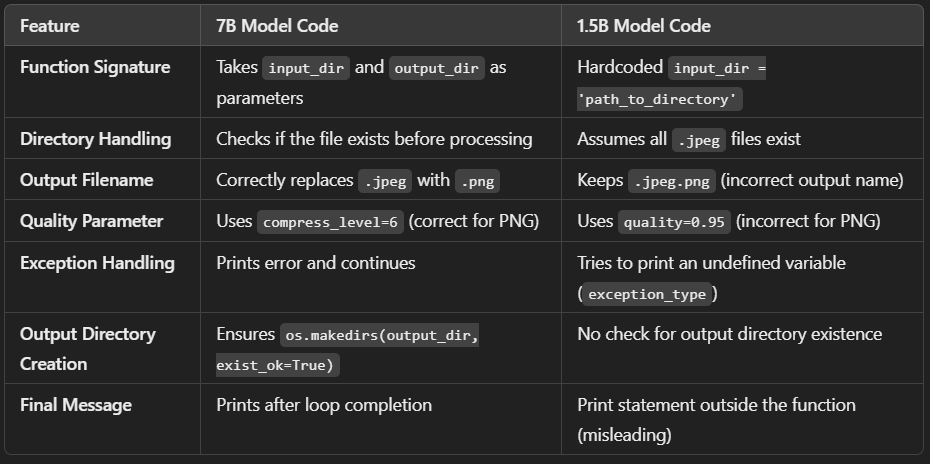 Feature 7B Model Code 1.5B Model Code
Function Signature Takes input_dir and output_dir as Hardcoded input_dir =
parameters 'path_to_directory'
Directory Handling Checks if the file exists before processing Assumes all .jpeg files exist
Output Filename Correctly replaces .jpeg with .png Keeps .jpeg.png (incorrect output name)
Quality Parameter Uses compress_level=6 (correct for PNG) Uses quality=0.95 (incorrect for PNG)
Exception Handling Prints error and continues Tries to print an undefined variable
(exception_type)
Output Directory Ensures os.makedirs(output_dir, No check for output directory existence
Creation exist_ok=True)
Final Message Prints after loop completion Print statement outside the function
(misleading)